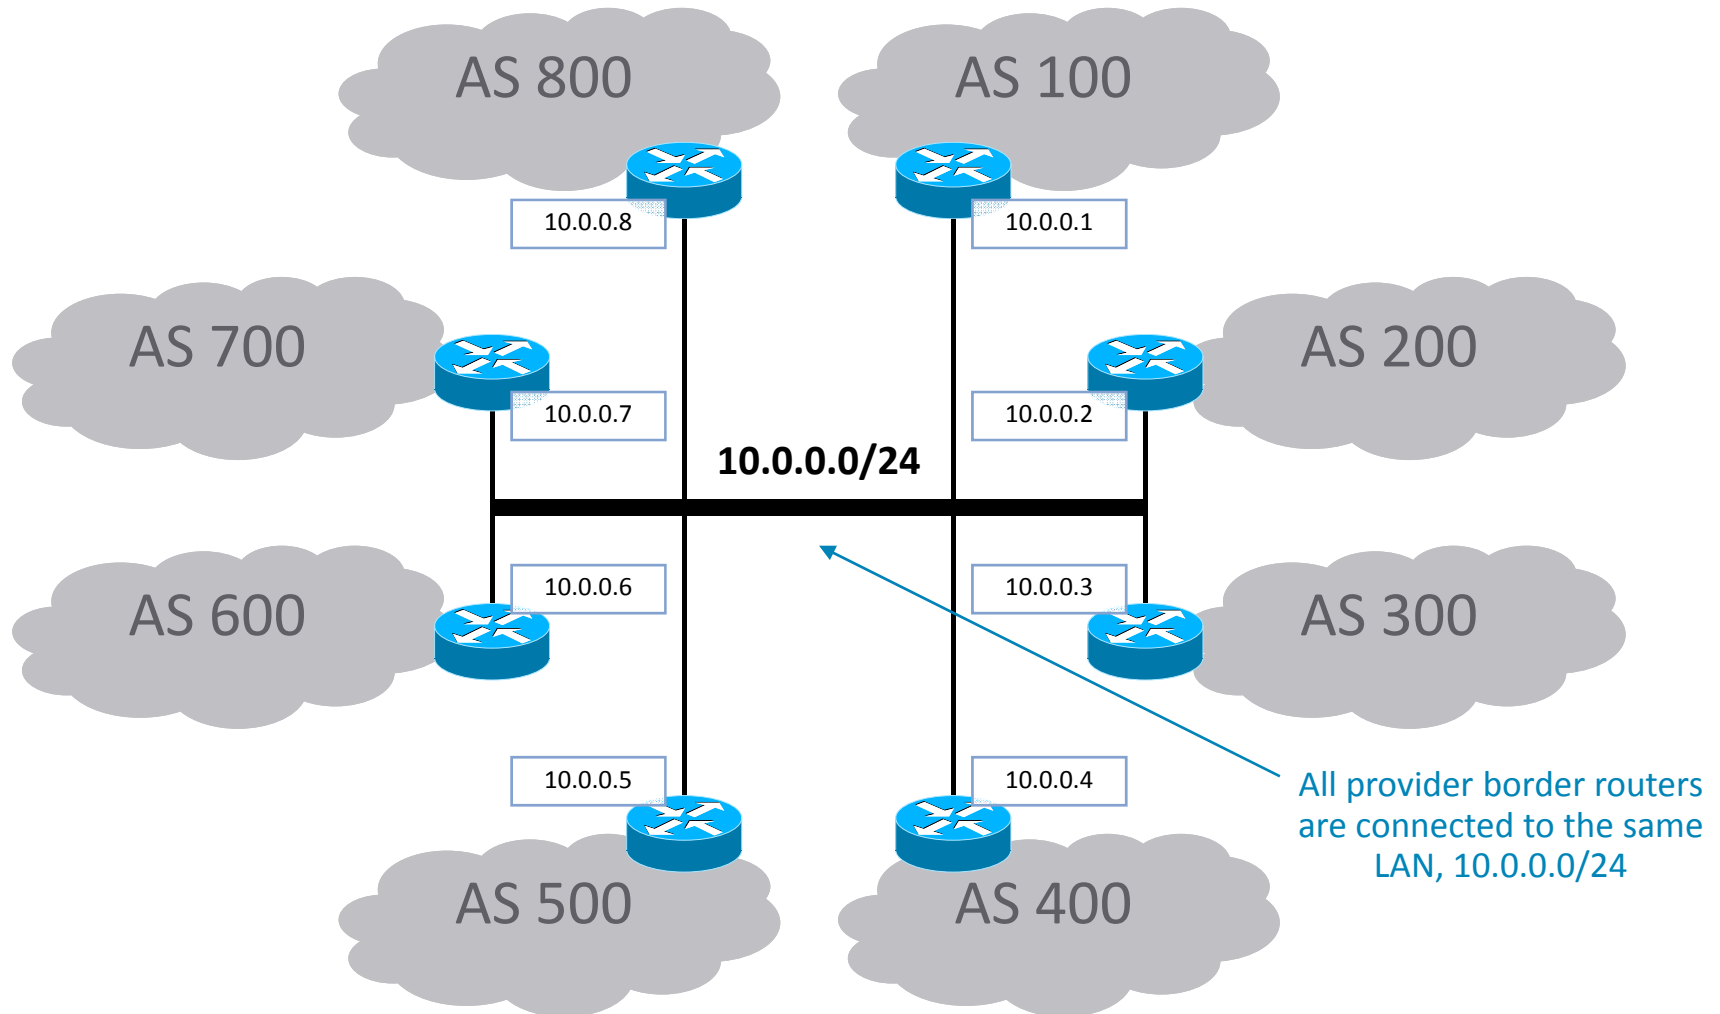 AS 800
AS 100
10.0.0.8
10.0.0.1
AS 700
AS 200
10.0.0.7
10.0.0.2
10.0.0.0/24
10.0.0.6
10.0.0.3
AS 600
AS 300
10.0.0.5
10.0.0.4
All provider border routers
are connected to the same
LAN, 10.0.0.0/24
AS 500
AS 400